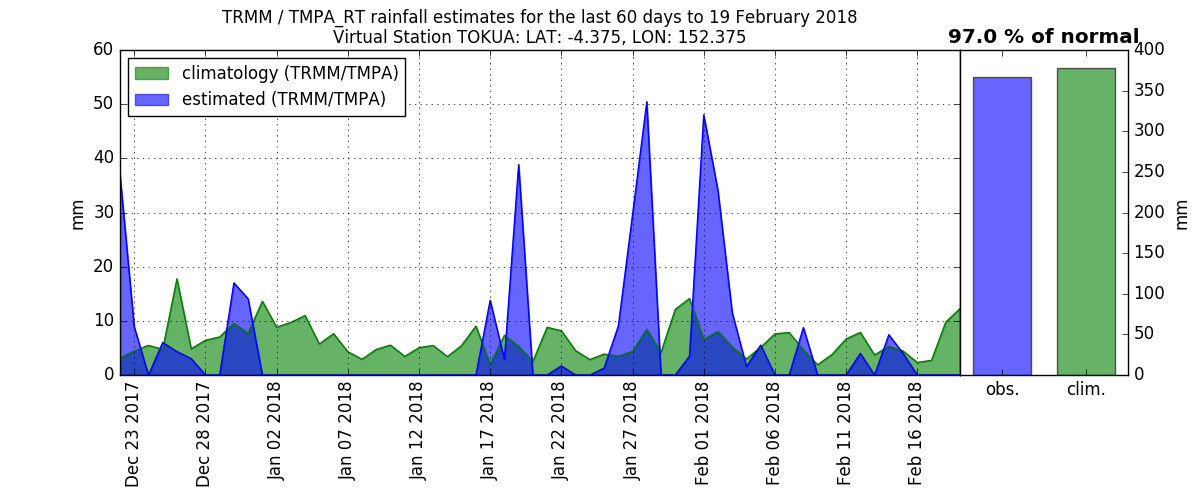 TRMM / TMPA_RT rainfall estimates for the last 60 days to 19 February 2018
Virtual Station TOKUA: LAT: -4.375, LON: 152.375
97.0 % of normal
climatology (TRMM/TMPA)
estimated (TRMM/TMPA)
60
50
40
30
20
10
0
mm
Dec 23 2017
Dec 28 2017
Jan 02 2018
Jan 07 2018
Jan 12 2018
Jan 17 2018
Jan 22 2018
Jan 27 2018
Feb 01 2018
Feb 06 2018
Feb 11 2018
Feb 16 2018
obs.
clim.
400
350
300
250
200
150
100
50
0
mm